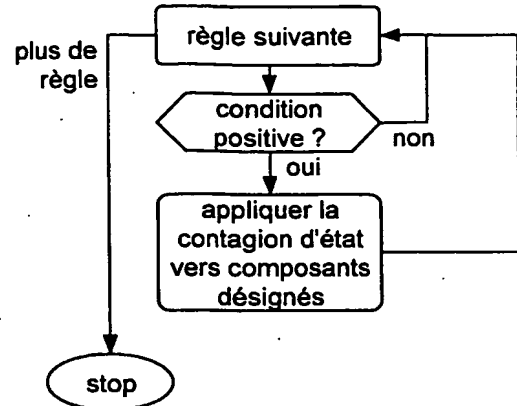 règle suivante
plus de
règle
condition
positive ?
non
oui
appliquer la
contagion d'état
vers composants
désignés
stop